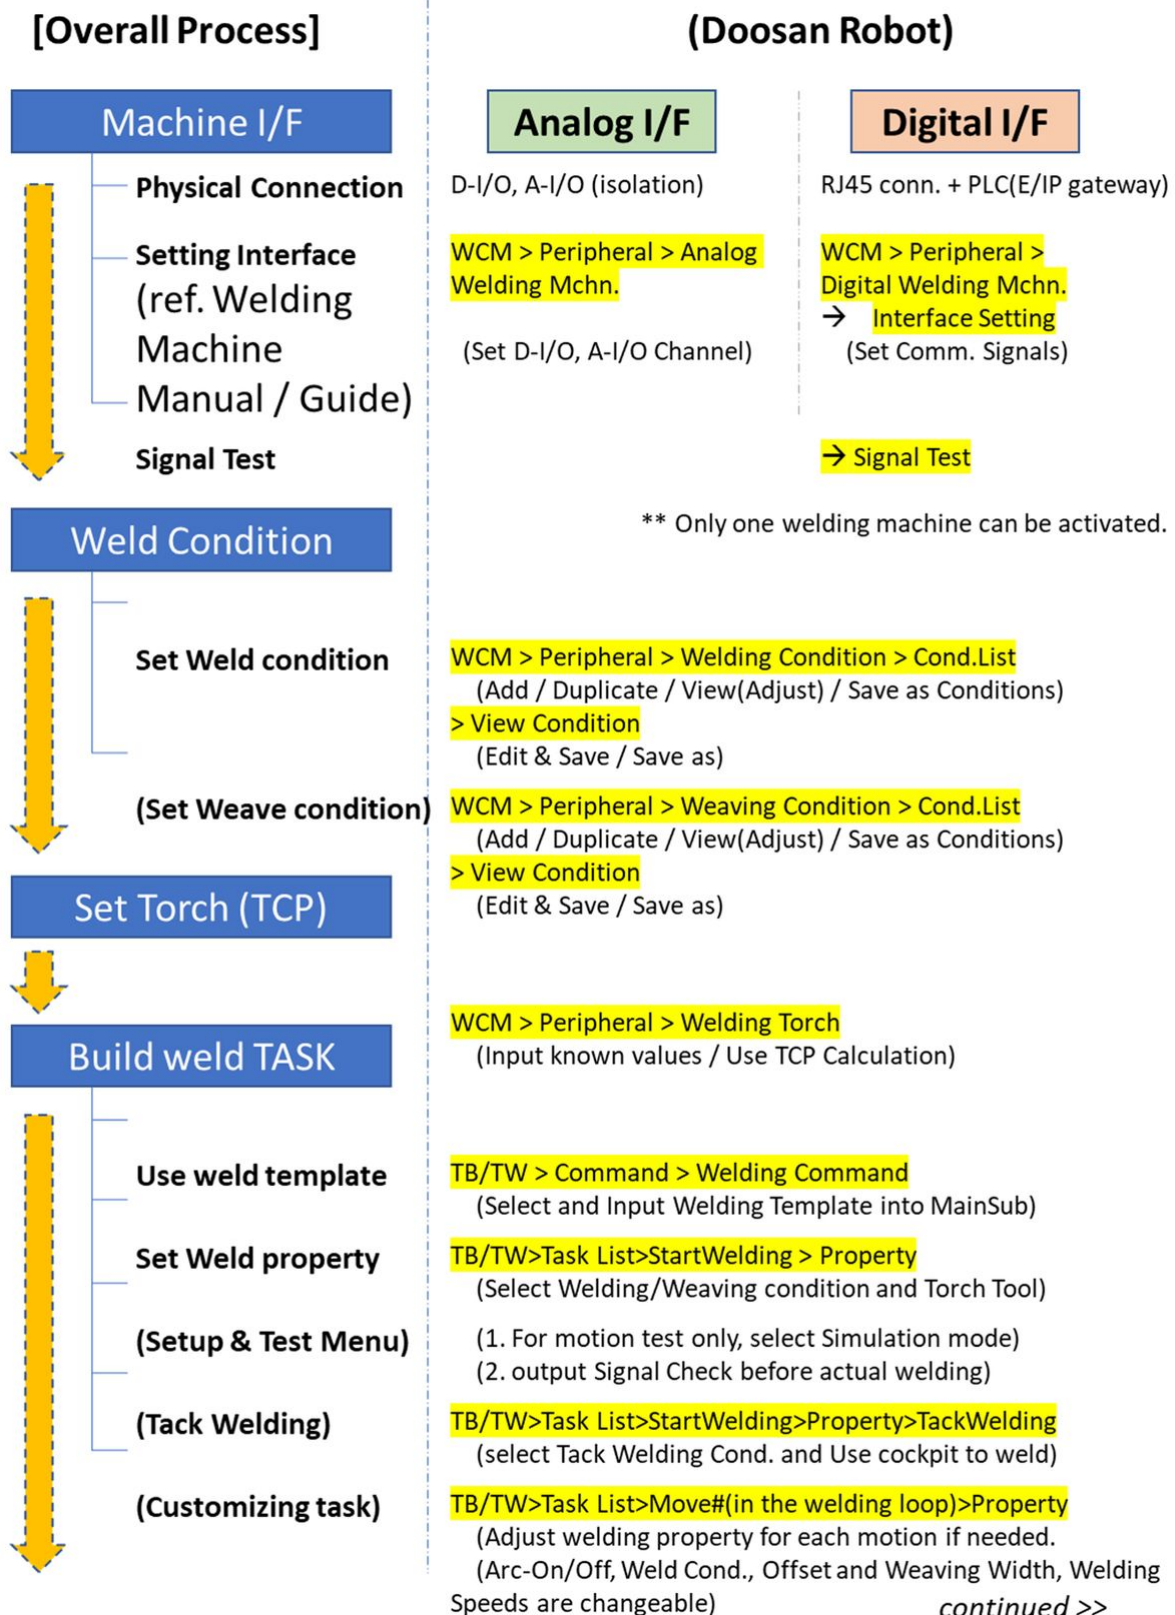 [Overall Process]
(Doosan Robot)
Machine I/F
Analog I/F
Digital I/F
Physical Connection
D-I/O, A-I/O (isolation)
RJ45 conn. + PLC(E/IP gateway)
Setting Interface
(ref. Welding
Machine
Manual / Guide)
WCM > Peripheral > Analog
Welding Mchn.
(Set D-I/O, A-I/O Channel)
WCM > Peripheral >
Digital Welding Mchn.
→ Interface Setting
(Set Comm. Signals)
Signal Test
→ Signal Test
** Only one welding machine can be activated.
Weld Condition
Set Weld condition
WCM > Peripheral > Welding Condition > Cond.List
(Add / Duplicate / View(Adjust) / Save as Conditions)
> View Condition
(Edit & Save / Save as)
(Set Weave condition)
WCM > Peripheral > Weaving Condition > Cond.List
(Add / Duplicate / View(Adjust) / Save as Conditions)
> View Condition
(Edit & Save / Save as)
Set Torch (TCP)
WCM > Peripheral > Welding Torch
(Input known values / Use TCP Calculation)
Build weld TASK
Use weld template
TB/TW > Command > Welding Command
(Select and Input Welding Template into MainSub)
Set Weld property
TB/TW>Task List>StartWelding > Property
(Select Welding/Weaving condition and Torch Tool)
(Setup & Test Menu)
(1. For motion test only, select Simulation mode)
(2. output Signal Check before actual welding)
(Tack Welding)
TB/TW>Task List>StartWelding>Property>TackWelding
(select Tack Welding Cond. and Use cockpit to weld)
(Customizing task)
TB/TW>Task List>Move#(in the welding loop)>Property
(Adjust welding property for each motion if needed.
(Arc-On/Off, Weld Cond., Offset and Weaving Width, Welding
Speeds are changeable)
continued >>